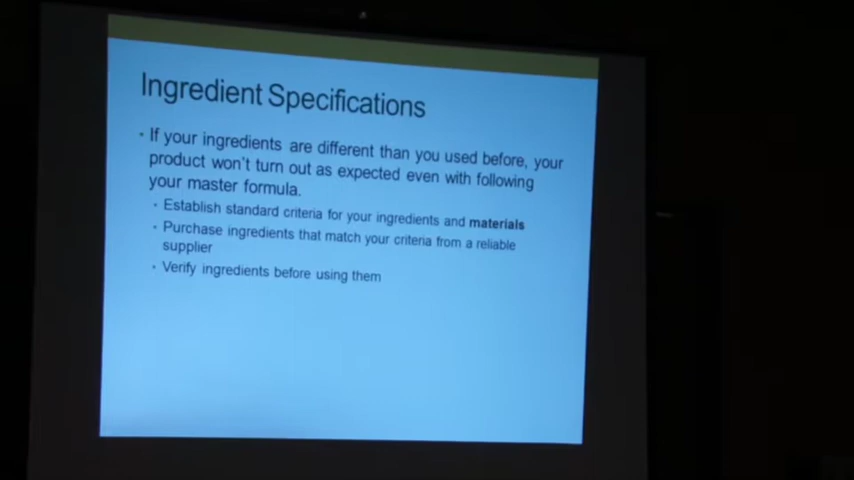 Ingredient Specifications
• If your ingredients are different than you used before, your
product won't turn out as expected even with following
your master formula.
• Establish standard criteria for your ingredients and materials
• Purchase ingredients that match your criteria from a reliable
supplier
• Verify ingredients before using them